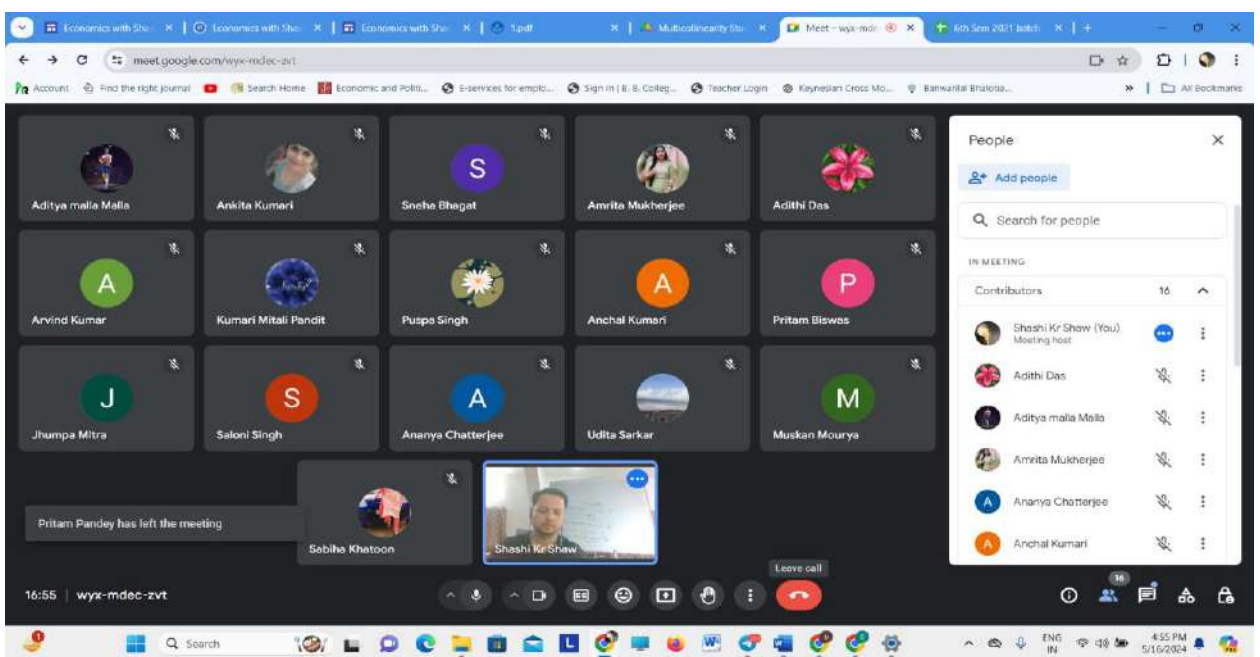 Economics with Sha
Economics with Shas
Economics with Shas
1.pdf
Multicollinearity Stu
Meet – wyx-mde
6th Sem 2021 batch
meet.google.com/wyx-mdec-zvt
Account
Find the right journal
Search Home
Economic and Politi...
E-services for emplo...
Sign In | B. B. Colleg...
Teacher Login
Keynesian Cross Mo...
Banwarilal Bhalotia...
All Bookmarks
Aditya malla Malla
Ankita Kumari
S
Sneha Bhagat
Amrita Mukherjee
Adithi Das
A
Arvind Kumar
Kumari Mitali Pandit
Puspa Singh
A
Anchal Kumari
P
Pritam Biswas
J
Jhumpa Mitra
S
Saloni Singh
A
Ananya Chatterjee
Udita Sarkar
M
Muskan Mourya
Pritam Pandey has left the meeting
Sabiha Khatoon
Shashi Kr Shaw
Leave call
People
Add people
Search for people
IN MEETING
Contributors 16
Shashi Kr Shaw (You)
Meeting host
Adithi Das
Aditya malla Malla
Amrita Mukherjee
A
Ananya Chatterjee
A
Anchal Kumari
16:55 | wyx-mdec-zvt
16
Search
ENG
IN
4:55 PM
5/16/2024